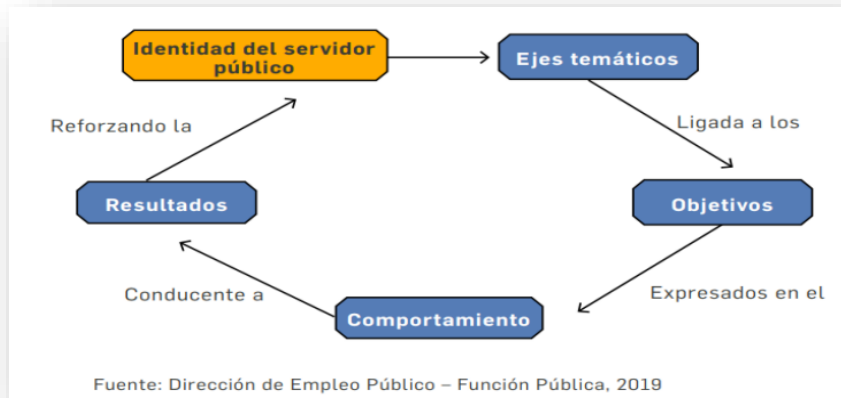 Identidad del servidor
público
Ejes temáticos
Reforzando la
Ligada a los
Resultados
Objetivos
Conducente a
Expresados en el
Comportamiento
Fuente: Dirección de Empleo Público – Función Pública, 2019